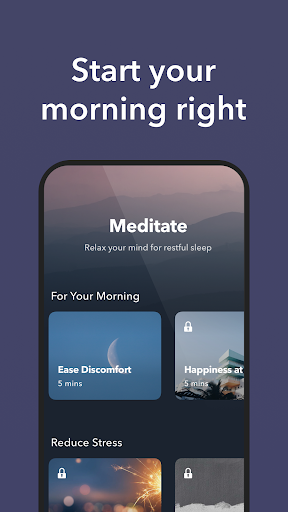 Start your
morning right
Meditate
Relax your mind for restful sleep
For Your Morning
Ease Discomfort
5 mins
Happiness at
5 mins
Reduce Stress